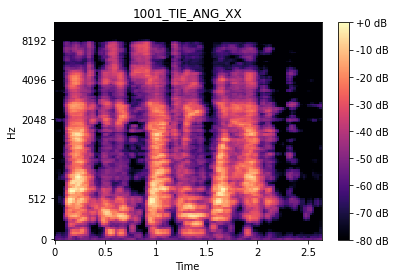 1001_TIE_ANG_XX
+0 dB
8192
-10 dB
4096
-20 dB
-30 dB
2048
Hz
-40 dB
1024
-50 dB
512
-60 dB
-70 dB
0
-80 dB
0 0.5 1 1.5 2 2.5
Time